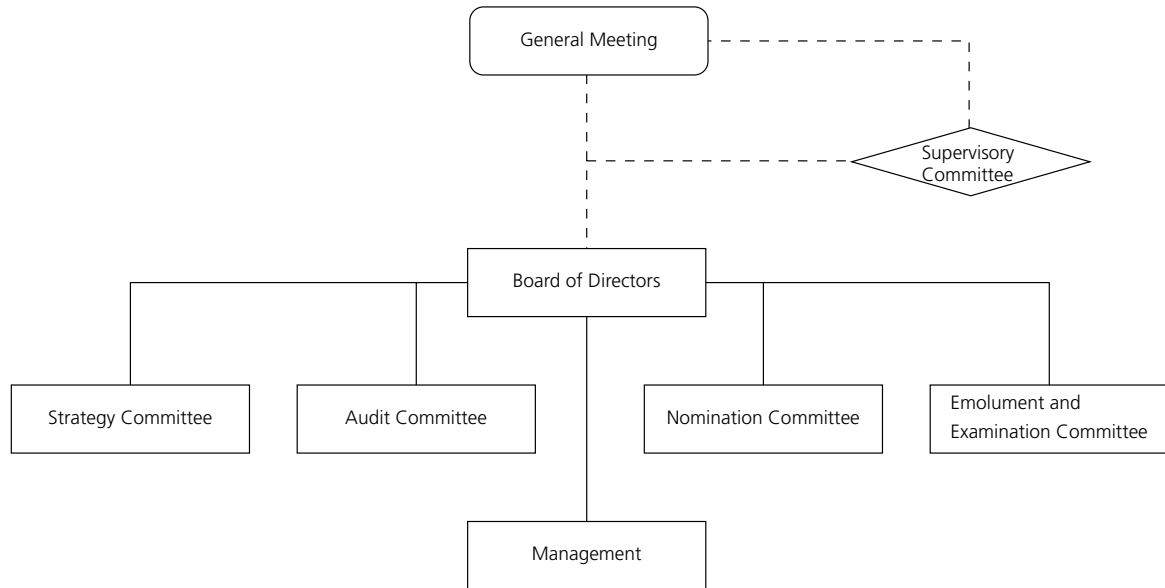 General Meeting
Supervisory
Committee
Board of Directors
Strategy Committee
Audit Committee
Nomination Committee
Emolument and
Examination Committee
Management